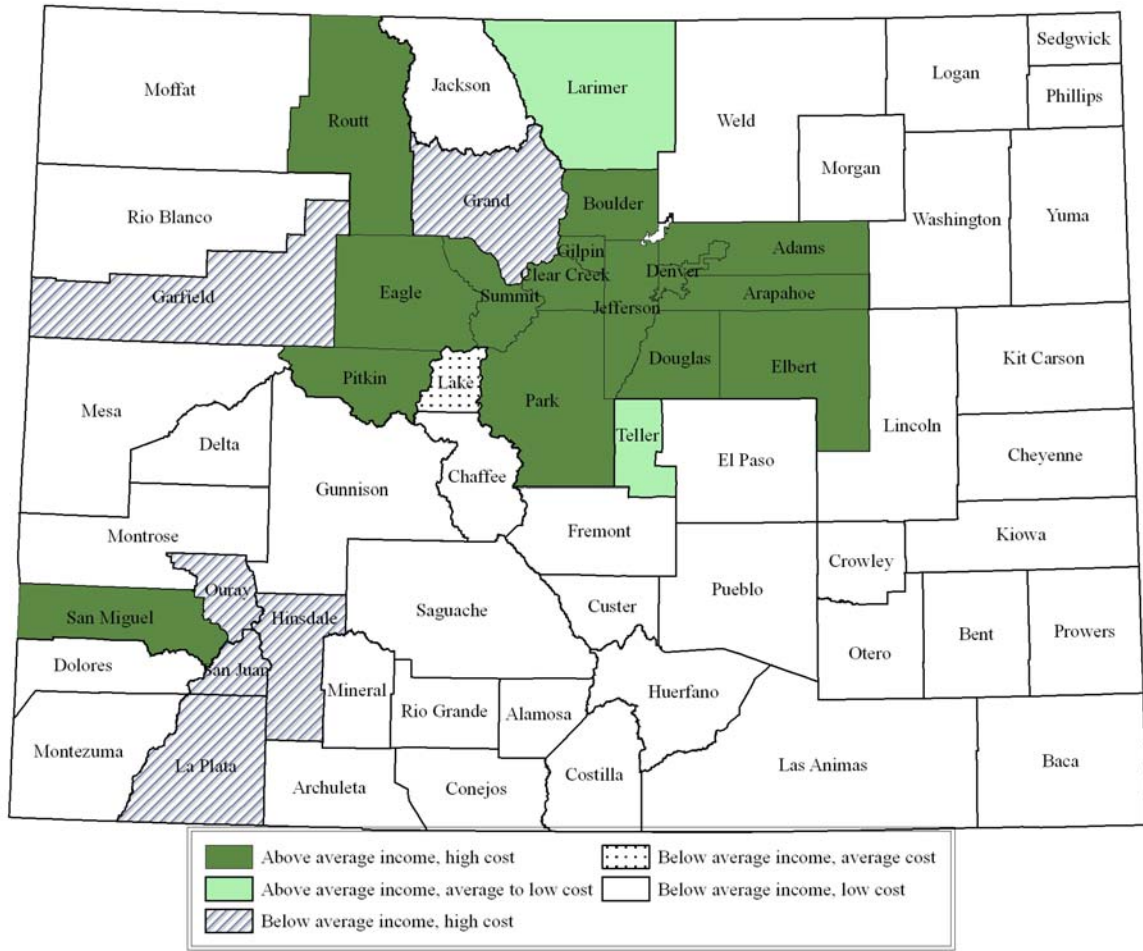 Sedgwick
Moffat
Jackson
Larimer
Logan
Phillips
Routt
Weld
Morgan
Rio Blanco
Grand
Boulder
Washington
Yuma
Gilpin
Adams
Clear Creek
Denver
Garfield
Eagle
Summit
Jefferson
Arapahoe
Douglas
Elbert
Kit Carson
Pitkin
Lake
Park
Mesa
Lincoln
Teller
Delta
El Paso
Cheyenne
Chaffee
Gunnison
Montrose
Fremont
Kiowa
Crowley
Ouray
Pueblo
San Miguel
Hinsdale
Saguache
Custer
Bent
Prowers
Otero
Dolores
San Juan
Mineral
Huerfano
Rio Grande
Alamosa
Montezuma
La Plata
Costilla
Las Animas
Baca
Archuleta
Conejos
Above average income, high cost
Below average income, average cost
Above average income, average to low cost
Below average income, low cost
Below average income, high cost